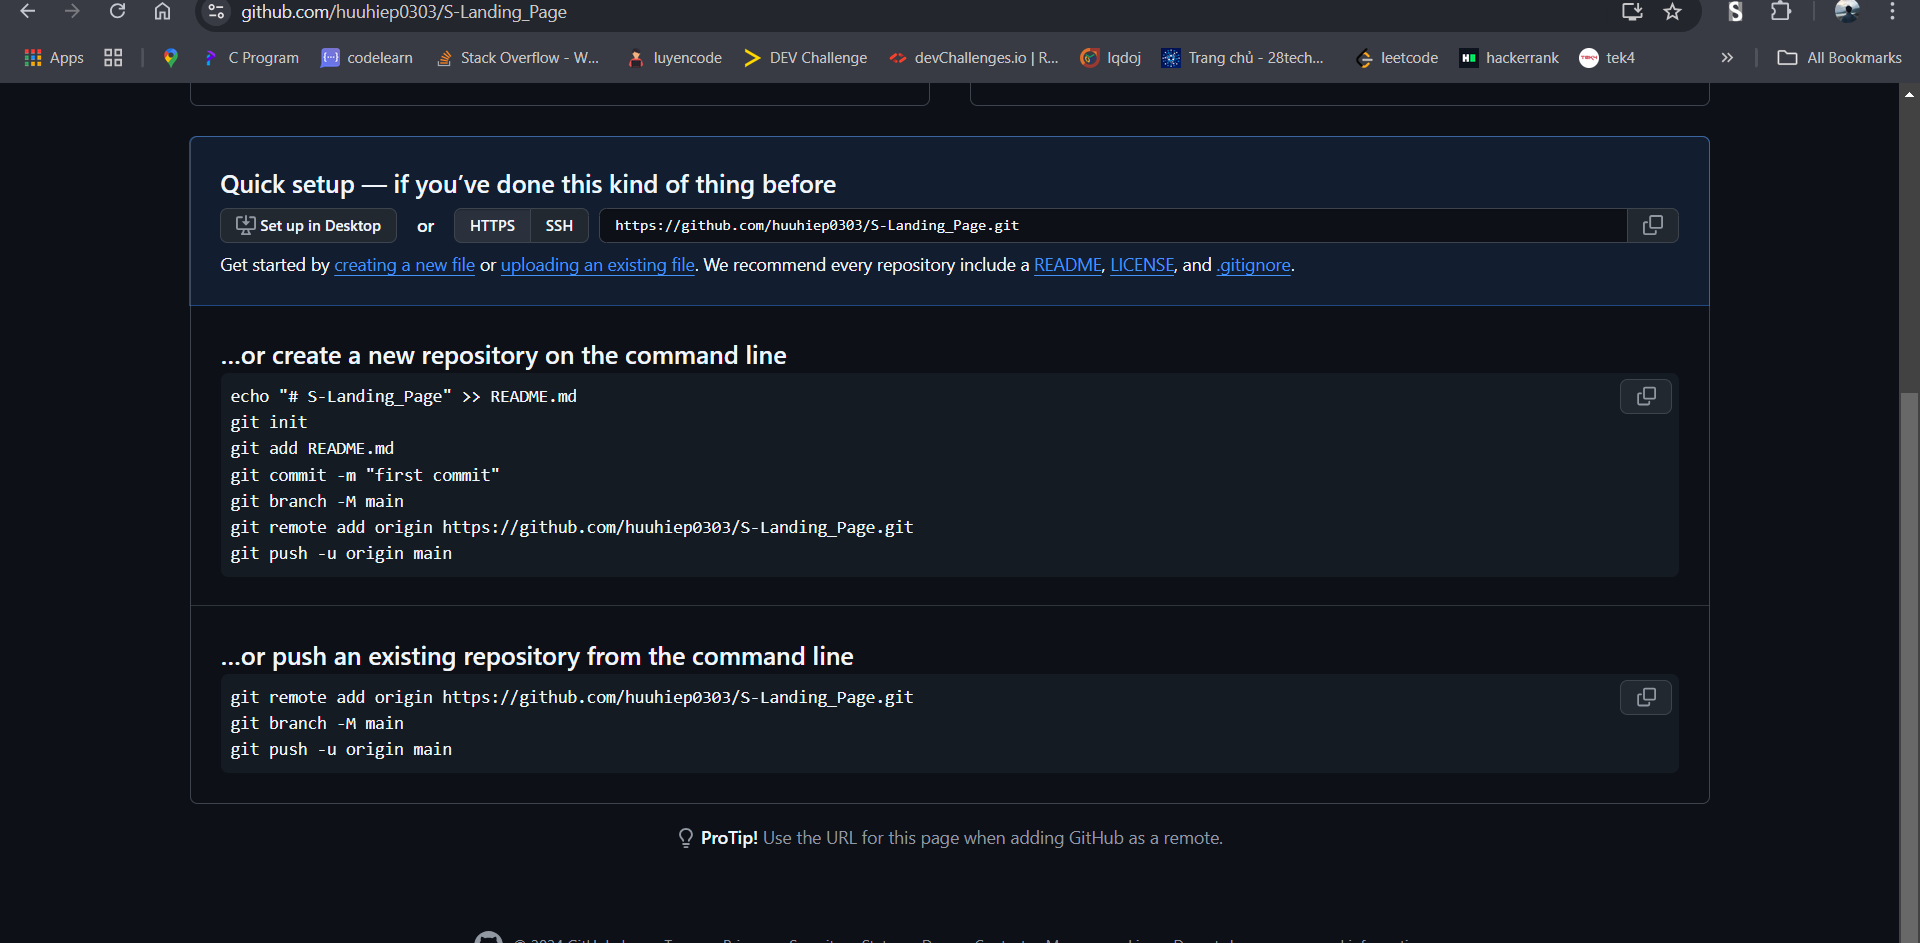 github.com/huuhiep0303/S-Landing_Page
Apps
C Program
codelearn
Stack Overflow - W...
luyencode
DEV Challenge
devChallenges.io | R...
lqdoj
Trang chủ - 28tech...
leetcode
hackerrank
tek4
»
All Bookmarks
Quick setup — if you’ve done this kind of thing before
Set up in Desktop or HTTPS SSH https://github.com/huuhiep0303/S-Landing_Page.git
Get started by creating a new file or uploading an existing file. We recommend every repository include a README, LICENSE, and .gitignore.
…or create a new repository on the command line
echo "# S-Landing_Page" >> README.md
git init
git add README.md
git commit -m "first commit"
git branch -M main
git remote add origin https://github.com/huuhiep0303/S-Landing_Page.git
git push -u origin main
…or push an existing repository from the command line
git remote add origin https://github.com/huuhiep0303/S-Landing_Page.git
git branch -M main
git push -u origin main
ProTip! Use the URL for this page when adding GitHub as a remote.